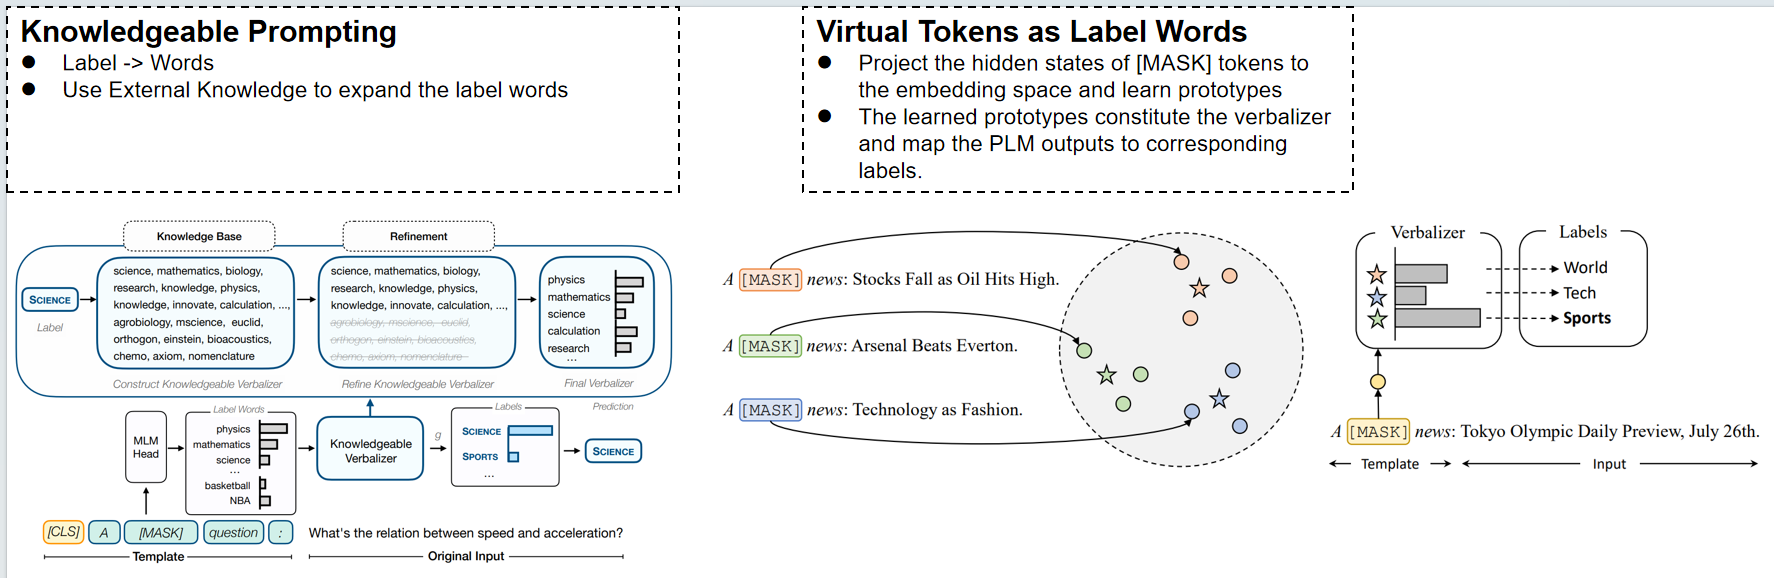 Knowledgeable Prompting
● Label -> Words
● Use External Knowledge to expand the label words
Virtual Tokens as Label Words
● Project the hidden states of [MASK] tokens to
the embedding space and learn prototypes
● The learned prototypes constitute the verbalizer
and map the PLM outputs to corresponding
labels.
Knowledge Base
Refinement
SCIENCE
Label
science, mathematics, biology,
research, knowledge, physics,
knowledge, innovate, calculation, ...,
agrobiology, mscience, euclid,
orthogon, einstein, bioacoustics,
chemo, axiom, nomenclature
Construct Knowledgeable Verbalizer
science, mathematics, biology,
research, knowledge, physics,
knowledge, innovate, calculation, ...,
agrobiology, mscience, euclid,
orthogon, einstein, bioacoustics,
chemo, axiom, nomenclature
Refine Knowledgeable Verbalizer
physics
mathematics
science
calculation
research
...
Final Verbalizer
MLM
Head
Label Words
physics
mathematics
science
...
basketball
NBA
Knowledgeable
Verbalizer
g
Labels
SCIENCE
SPORTS
...
Prediction
SCIENCE
[CLS] A [MASK] question : What's the relation between speed and acceleration?
Template
Original Input
A [MASK] news: Stocks Fall as Oil Hits High.
A [MASK] news: Arsenal Beats Everton.
A [MASK] news: Technology as Fashion.
Verbalizer
Labels
World
Tech
Sports
A [MASK] news: Tokyo Olympic Daily Preview, July 26th.
Template
Input